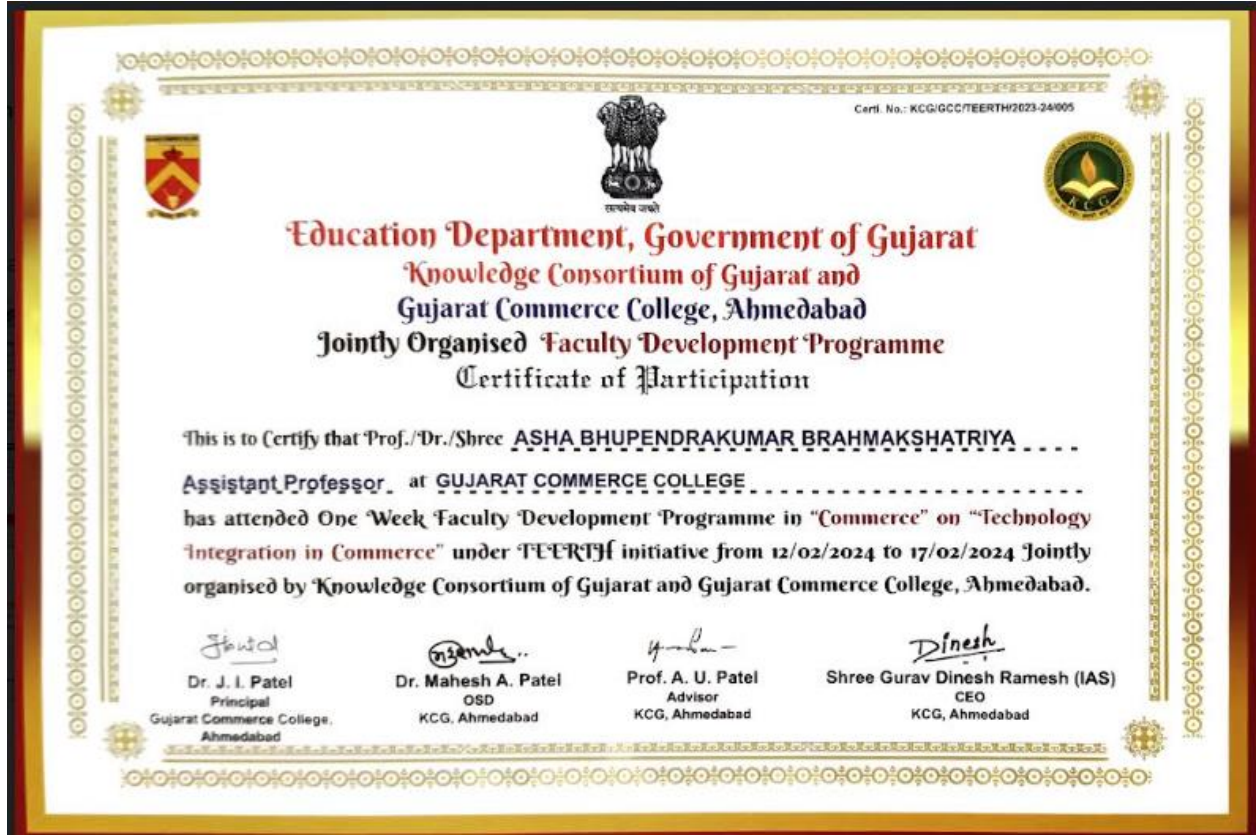 Certi. No.: KCG/GCC/TEERTH/2023-24/005
सत्यमेव जयते
Education Department, Government of Gujarat
Knowledge Consortium of Gujarat and
Gujarat Commerce College, Ahmedabad
Jointly Organised Faculty Development Programme
Certificate of Participation
This is to Certify that Prof./Dr./Shree ASHA BHUPENDRAKUMAR BRAHMAKSHATRIYA
Assistant Professor at GUJARAT COMMERCE COLLEGE
has attended One Week Faculty Development Programme in "Commerce" on "Technology
Integration in Commerce" under TEERTH initiative from 12/02/2024 to 17/02/2024 Jointly
organised by Knowledge Consortium of Gujarat and Gujarat Commerce College, Ahmedabad.
Dinesh
Dr. J. I. Patel
Principal
Gujarat Commerce College,
Ahmedabad
Dr. Mahesh A. Patel
OSD
KCG, Ahmedabad
Prof. A. U. Patel
Advisor
KCG, Ahmedabad
Shree Gurav Dinesh Ramesh (IAS)
CEO
KCG, Ahmedabad
KNOWLEDGE CONSORTIUM OF GUJARAT
KCG